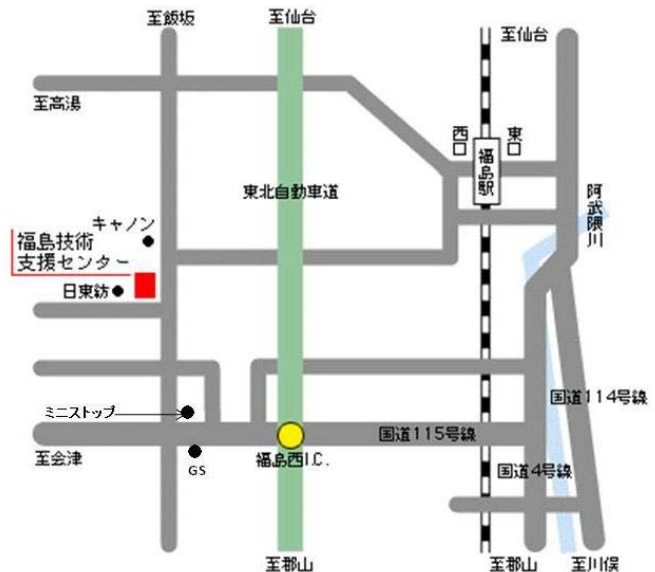 至飯坂
至仙台
至仙台
至高湯
西口
東口
福島駅
東北自動車道
阿武隈川
キャノン
福島技術
支援センター
日東紡
ミニストップ
国道114号線
国道115号線
至会津
GS
福島西I.C.
国道4号線
至郡山
至郡山
至川俣